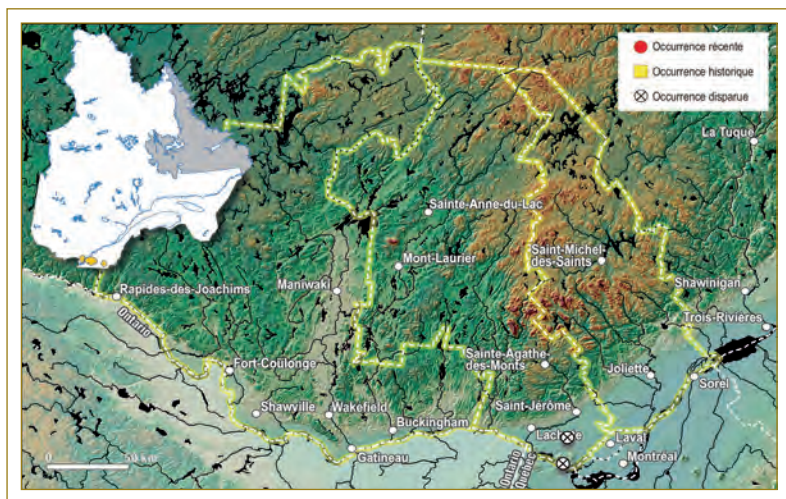 Occurrence récente
Occurrence historique
Occurrence disparue
La Tuque
Sainte-Anne-du-Lac
Saint-Michel-
des-Saints
Mont-Laurier
Maniwaki
Rapides-des-Joachims
Shawinigan
Trois-Rivières
Ontario
Fort-Coulonge
Sainte-Agathe
-des-Monts
Joliette
Sorel
Shawville
Wakefield
Buckingham
Saint-Jérôme
Lachute
Laval
Gatineau
Ontario
Québec
Montréal
0
50 km